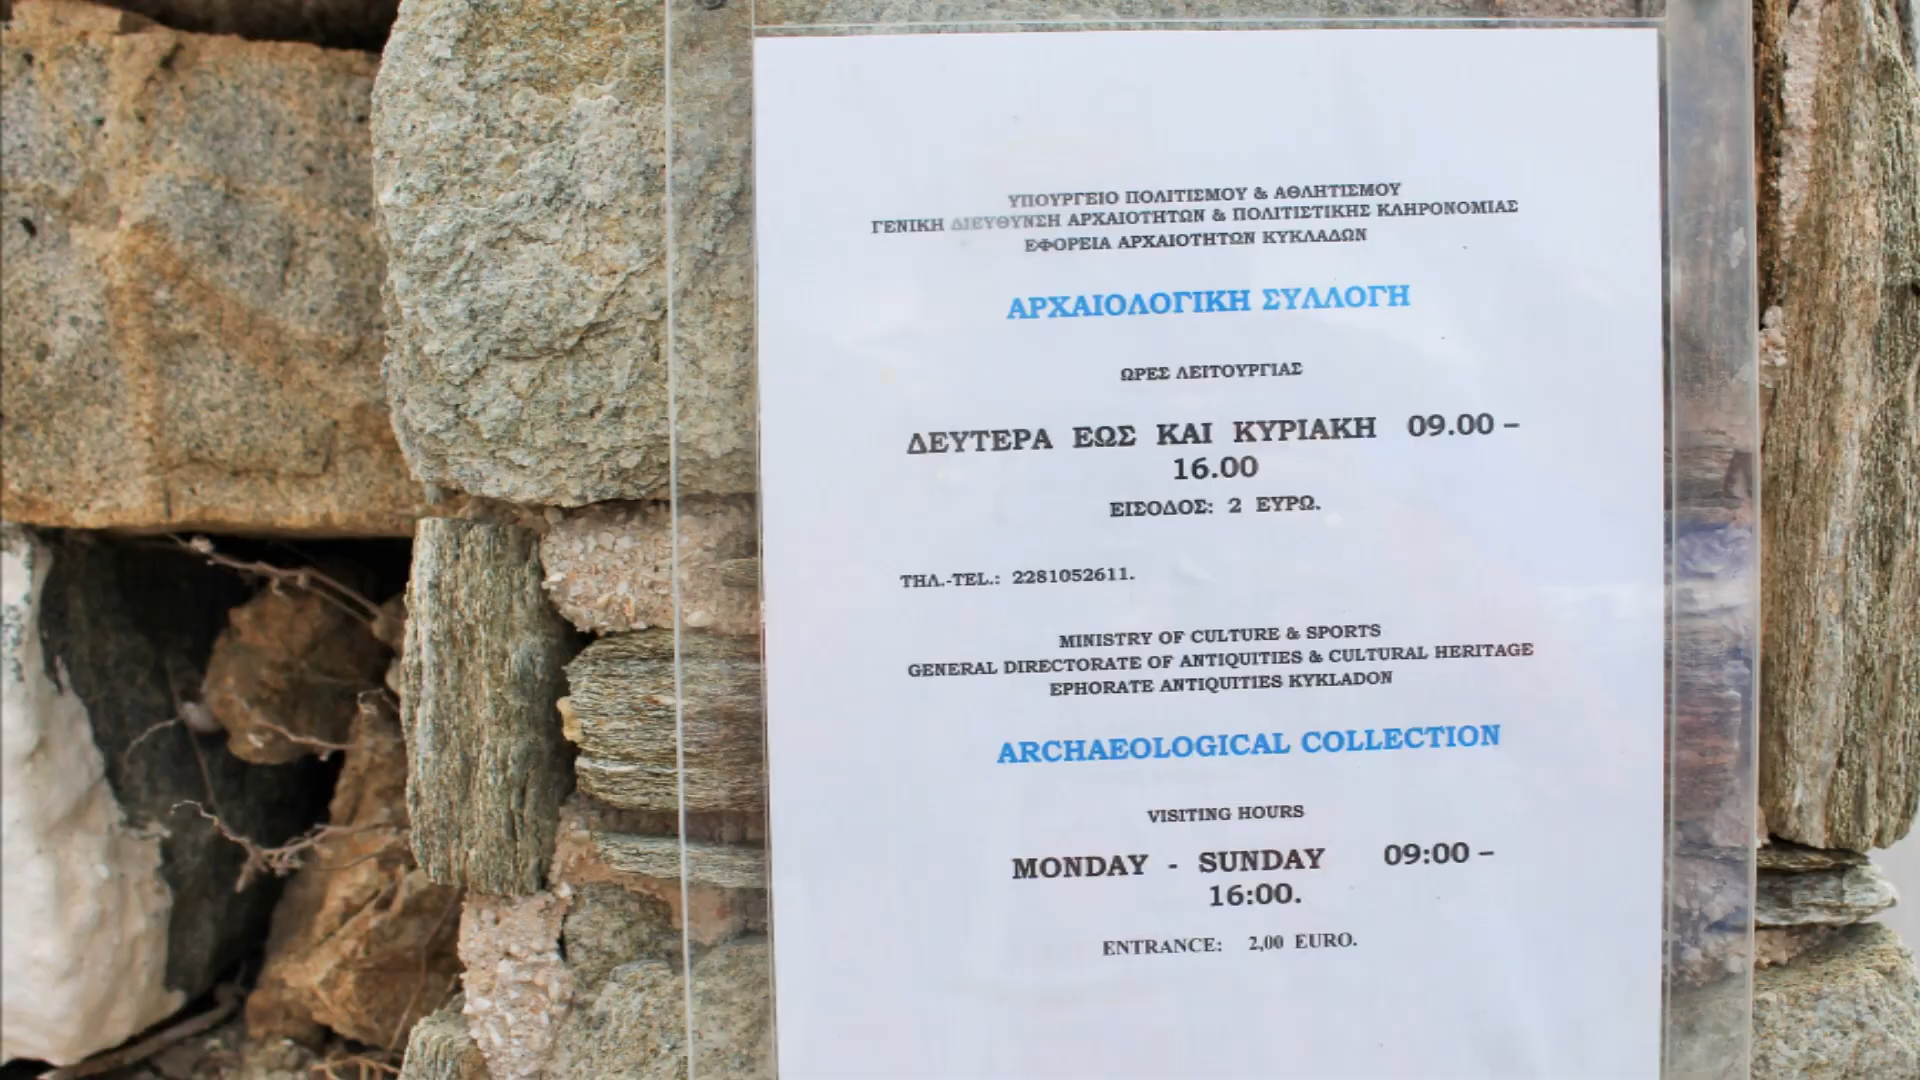 ΥΠΟΥΡΓΕΙΟ ΠΟΛΙΤΙΣΜΟΥ & ΑΘΛΗΤΙΣΜΟΥ
ΓΕΝΙΚΗ ΔΙΕΥΘΥΝΣΗ ΑΡΧΑΙΟΤΗΤΩΝ & ΠΟΛΙΤΙΣΤΙΚΗΣ ΚΛΗΡΟΝΟΜΙΑΣ
ΕΦΟΡΕΙΑ ΑΡΧΑΙΟΤΗΤΩΝ ΚΥΚΛΑΔΩΝ
ΑΡΧΑΙΟΛΟΓΙΚΗ ΣΥΛΛΟΓΗ
ΩΡΕΣ ΛΕΙΤΟΥΡΓΙΑΣ
ΔΕΥΤΕΡΑ ΕΩΣ ΚΑΙ ΚΥΡΙΑΚΗ 09.00 –
16.00
ΕΙΣΟΔΟΣ: 2 ΕΥΡΩ.
ΤΗΛ.-TEL.: 2281052611.
MINISTRY OF CULTURE & SPORTS
GENERAL DIRECTORATE OF ANTIQUITIES & CULTURAL HERITAGE
EPHORATE ANTIQUITIES KYKLADON
ARCHAEOLOGICAL COLLECTION
VISITING HOURS
MONDAY - SUNDAY 09:00 –
16:00.
ENTRANCE: 2,00 EURO.